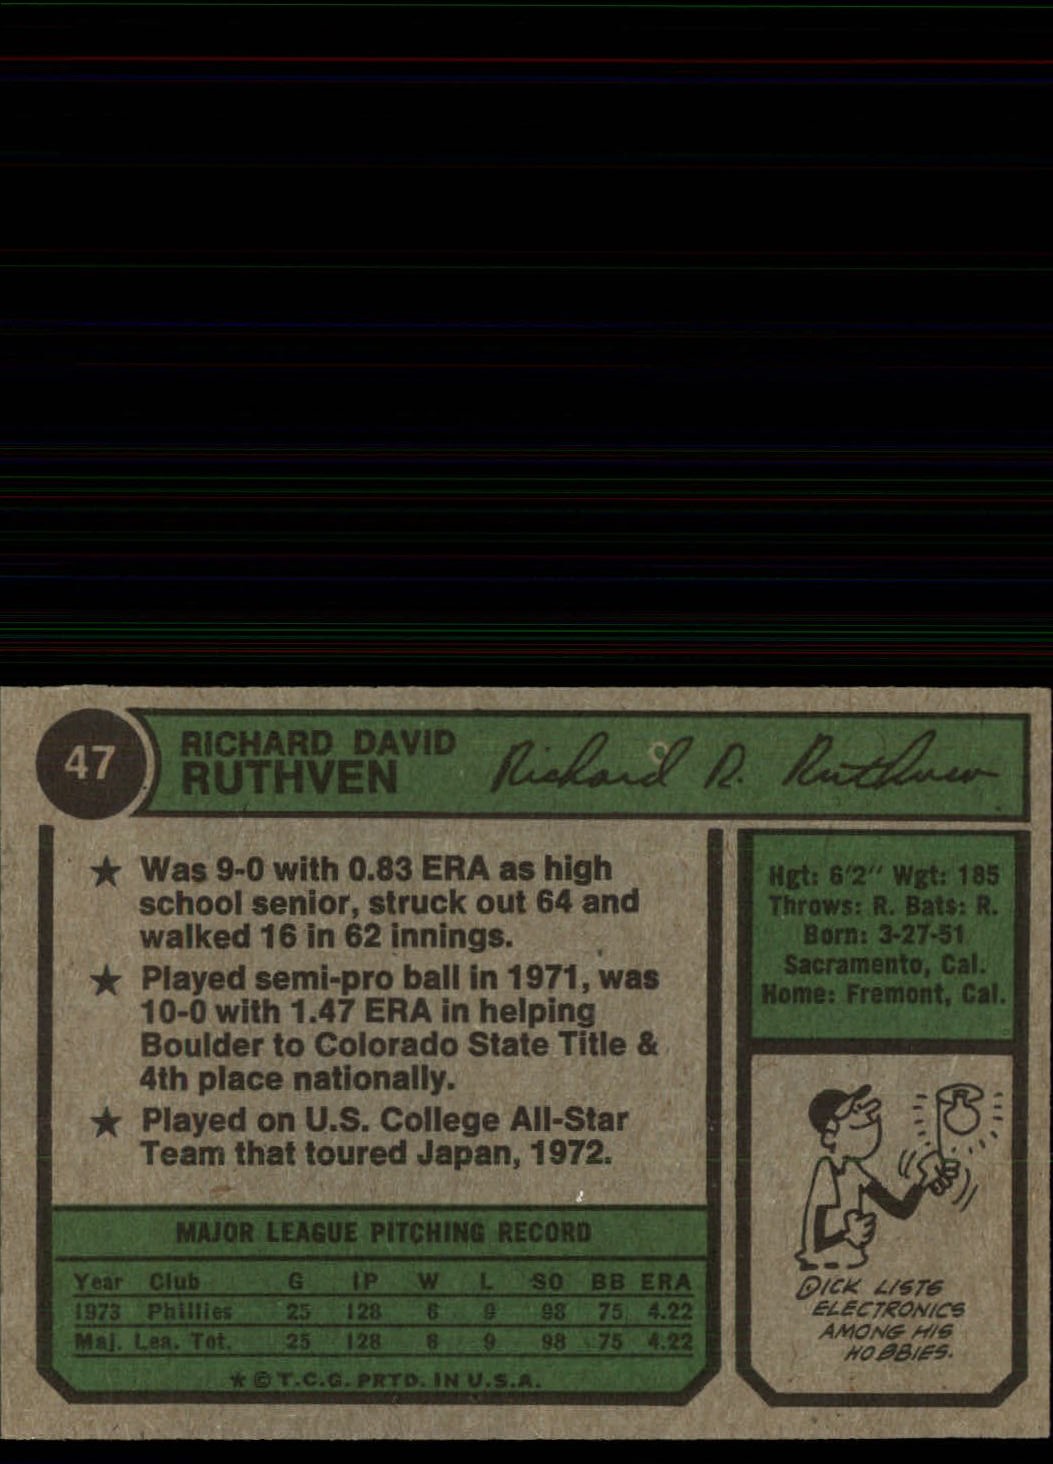 47
RICHARD DAVID
RUTHVEN
Richard D. Ruthven
★ Was 9-0 with 0.83 ERA as high
school senior, struck out 64 and
walked 16 in 62 innings.
★ Played semi-pro ball in 1971, was
10-0 with 1.47 ERA in helping
Boulder to Colorado State Title &
4th place nationally.
★ Played on U.S. College All-Star
Team that toured Japan, 1972.
MAJOR LEAGUE PITCHING RECORD
Year Club G IP W L SO BB ERA
1973 Phillies 25 128 6 9 98 75 4.22
Maj. Lea. Tot. 25 128 6 9 98 75 4.22
★ © T.C.G. PRTD. IN U.S.A.
Hgt: 6'2" Wgt: 185
Throws: R. Bats: R.
Born: 3-27-51
Sacramento, Cal.
Home: Fremont, Cal.
DICK LISTS
ELECTRONICS
AMONG HIS
HOBBIES.